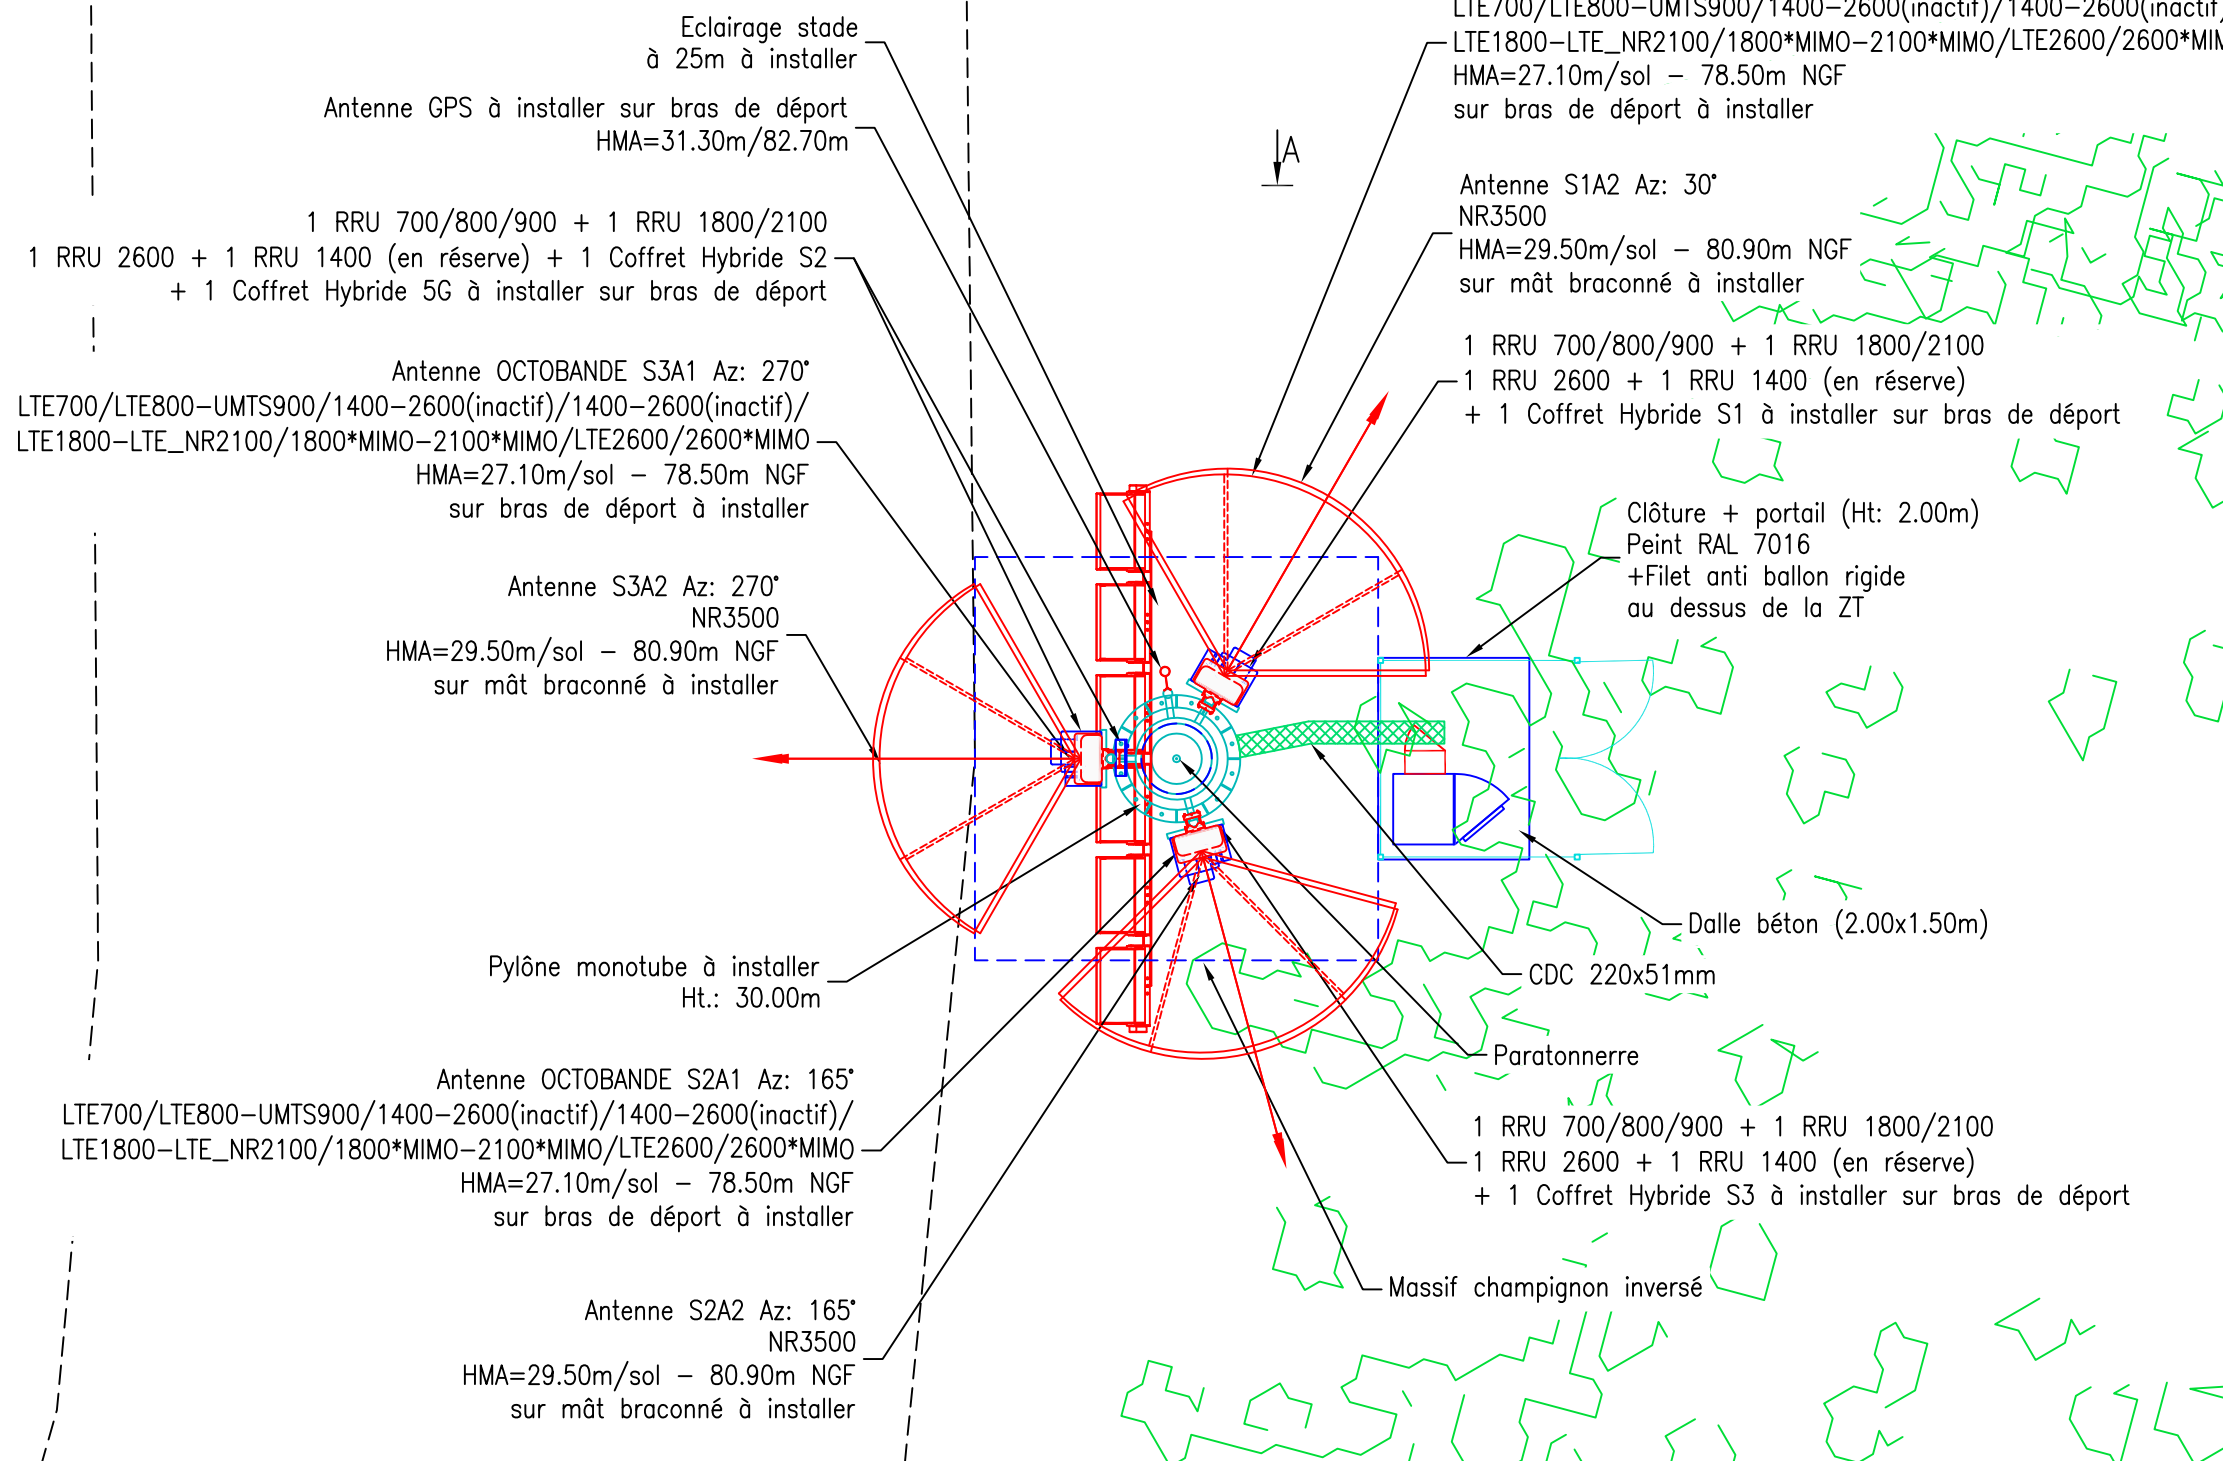 Eclairage stade
à 25m à installer
Antenne GPS à installer sur bras de déport
HMA=31.30m/82.70m
1 RRU 700/800/900 + 1 RRU 1800/2100
1 RRU 2600 + 1 RRU 1400 (en réserve) + 1 Coffret Hybride S2
+ 1 Coffret Hybride 5G à installer sur bras de déport
Antenne OCTOBANDE S3A1 Az: 270°
LTE700/LTE800-UMTS900/1400-2600(inactif)/1400-2600(inactif)/
LTE1800-LTE_NR2100/1800*MIMO-2100*MIMO/LTE2600/2600*MIMO
HMA=27.10m/sol - 78.50m NGF
sur bras de déport à installer
Antenne S3A2 Az: 270°
NR3500
HMA=29.50m/sol - 80.90m NGF
sur mât braconné à installer
Pylône monotube à installer
Ht.: 30.00m
Antenne OCTOBANDE S2A1 Az: 165°
LTE700/LTE800-UMTS900/1400-2600(inactif)/1400-2600(inactif)/
LTE1800-LTE_NR2100/1800*MIMO-2100*MIMO/LTE2600/2600*MIMO
HMA=27.10m/sol - 78.50m NGF
sur bras de déport à installer
Antenne S2A2 Az: 165°
NR3500
HMA=29.50m/sol - 80.90m NGF
sur mât braconné à installer
A
LTE700/LTE800-UMTS900/1400-2600(inactif)/1400-2600(inactif)
LTE1800-LTE_NR2100/1800*MIMO-2100*MIMO/LTE2600/2600*MIM
HMA=27.10m/sol - 78.50m NGF
sur bras de déport à installer
Antenne S1A2 Az: 30°
NR3500
HMA=29.50m/sol - 80.90m NGF
sur mât braconné à installer
1 RRU 700/800/900 + 1 RRU 1800/2100
1 RRU 2600 + 1 RRU 1400 (en réserve)
+ 1 Coffret Hybride S1 à installer sur bras de déport
Clôture + portail (Ht: 2.00m)
Peint RAL 7016
+Filet anti ballon rigide
au dessus de la ZT
Dalle béton (2.00x1.50m)
CDC 220x51mm
Paratonnerre
1 RRU 700/800/900 + 1 RRU 1800/2100
1 RRU 2600 + 1 RRU 1400 (en réserve)
+ 1 Coffret Hybride S3 à installer sur bras de déport
Massif champignon inversé